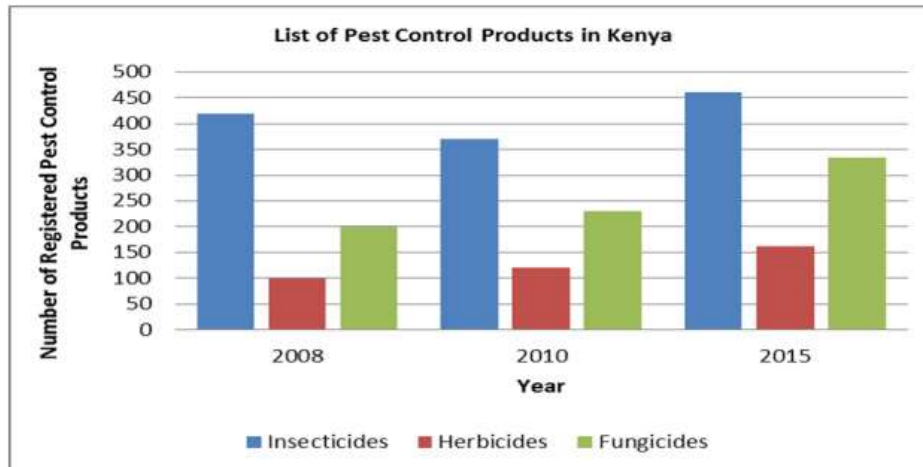 List of Pest Control Products in Kenya
Number of Registered Pest Control
Products
500
450
400
350
300
250
200
150
100
50
0
2008 2010 2015
Year
Insecticides Herbicides Fungicides